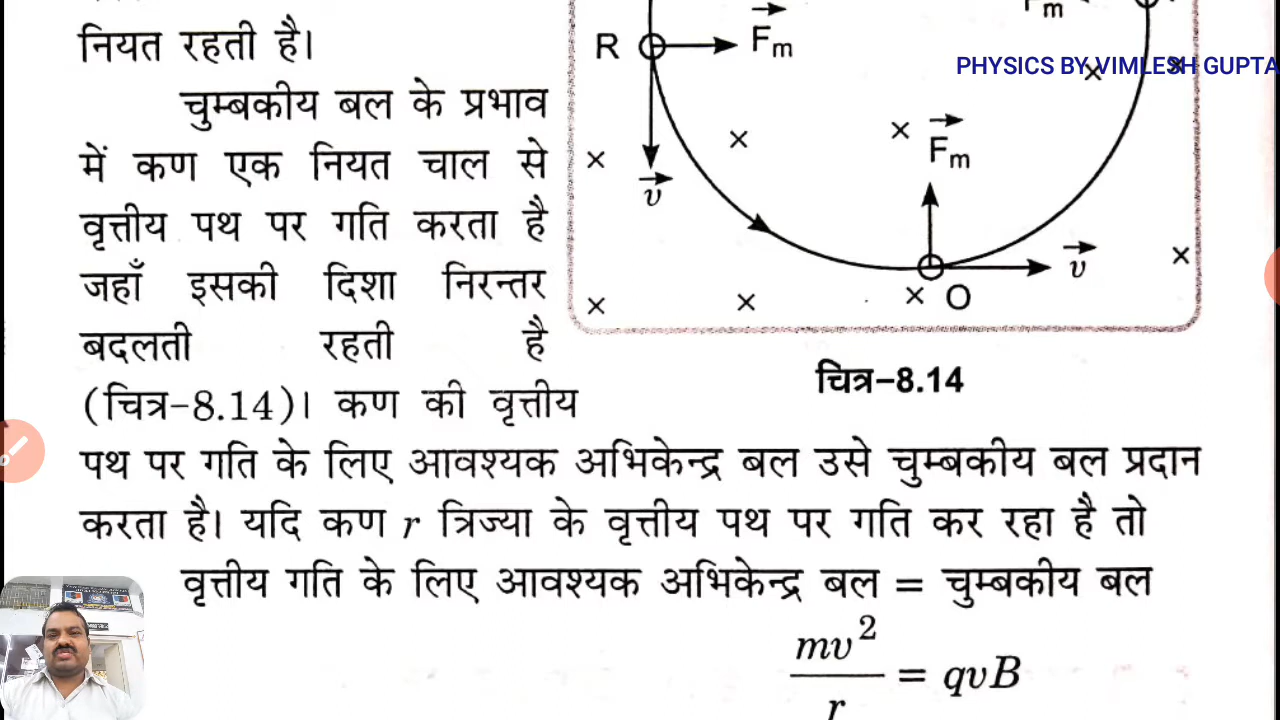 नियत रहती है।
चुम्बकीय बल के प्रभाव
में कण एक नियत चाल से
वृत्तीय पथ पर गति करता है
जहाँ इसकी दिशा निरन्तर
बदलती रहती है
(चित्र-8.14)। कण की वृत्तीय
R F⃗m
F⃗m
PHYSICS BY VIMLESH GUPTA
F⃗m
v⃗
v⃗
O
चित्र-8.14
पथ पर गति के लिए आवश्यक अभिकेन्द्र बल उसे चुम्बकीय बल प्रदान
करता है। यदि कण r त्रिज्या के वृत्तीय पथ पर गति कर रहा है तो
वृत्तीय गति के लिए आवश्यक अभिकेन्द्र बल = चुम्बकीय बल
mv²/r = qvB